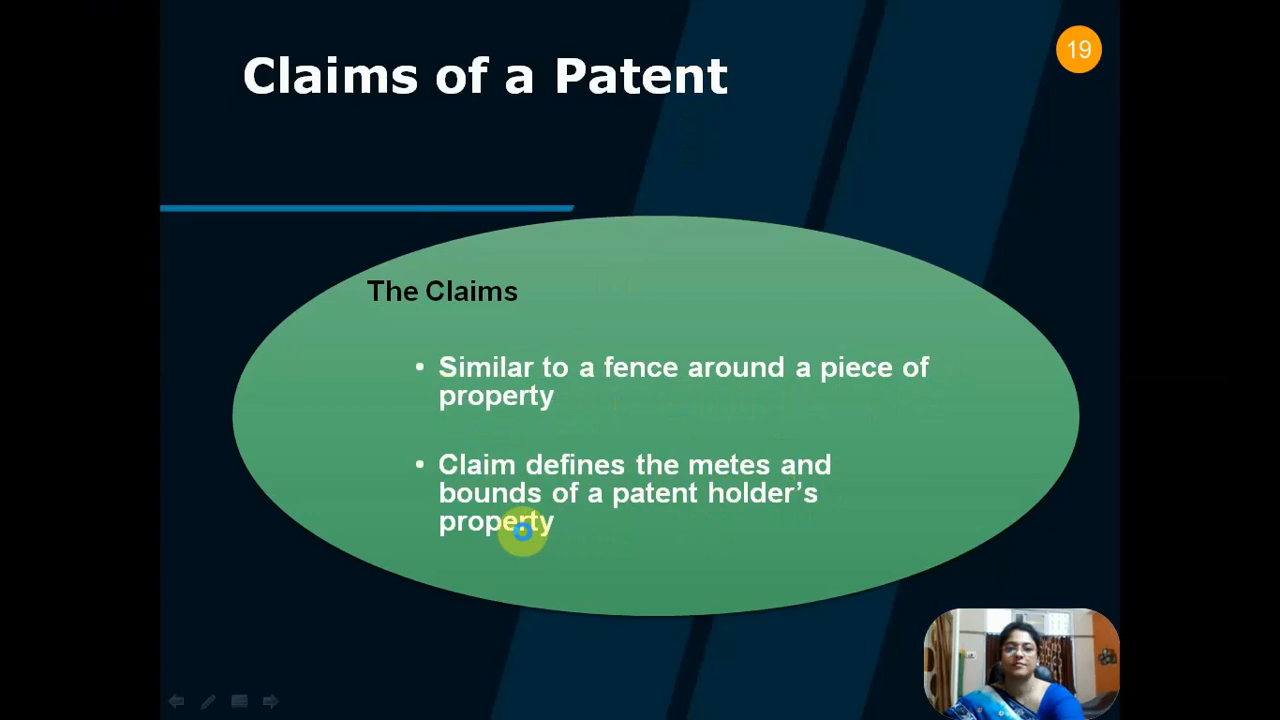 Claims of a Patent
19
The Claims
• Similar to a fence around a piece of
property
• Claim defines the metes and
bounds of a patent holder’s
property